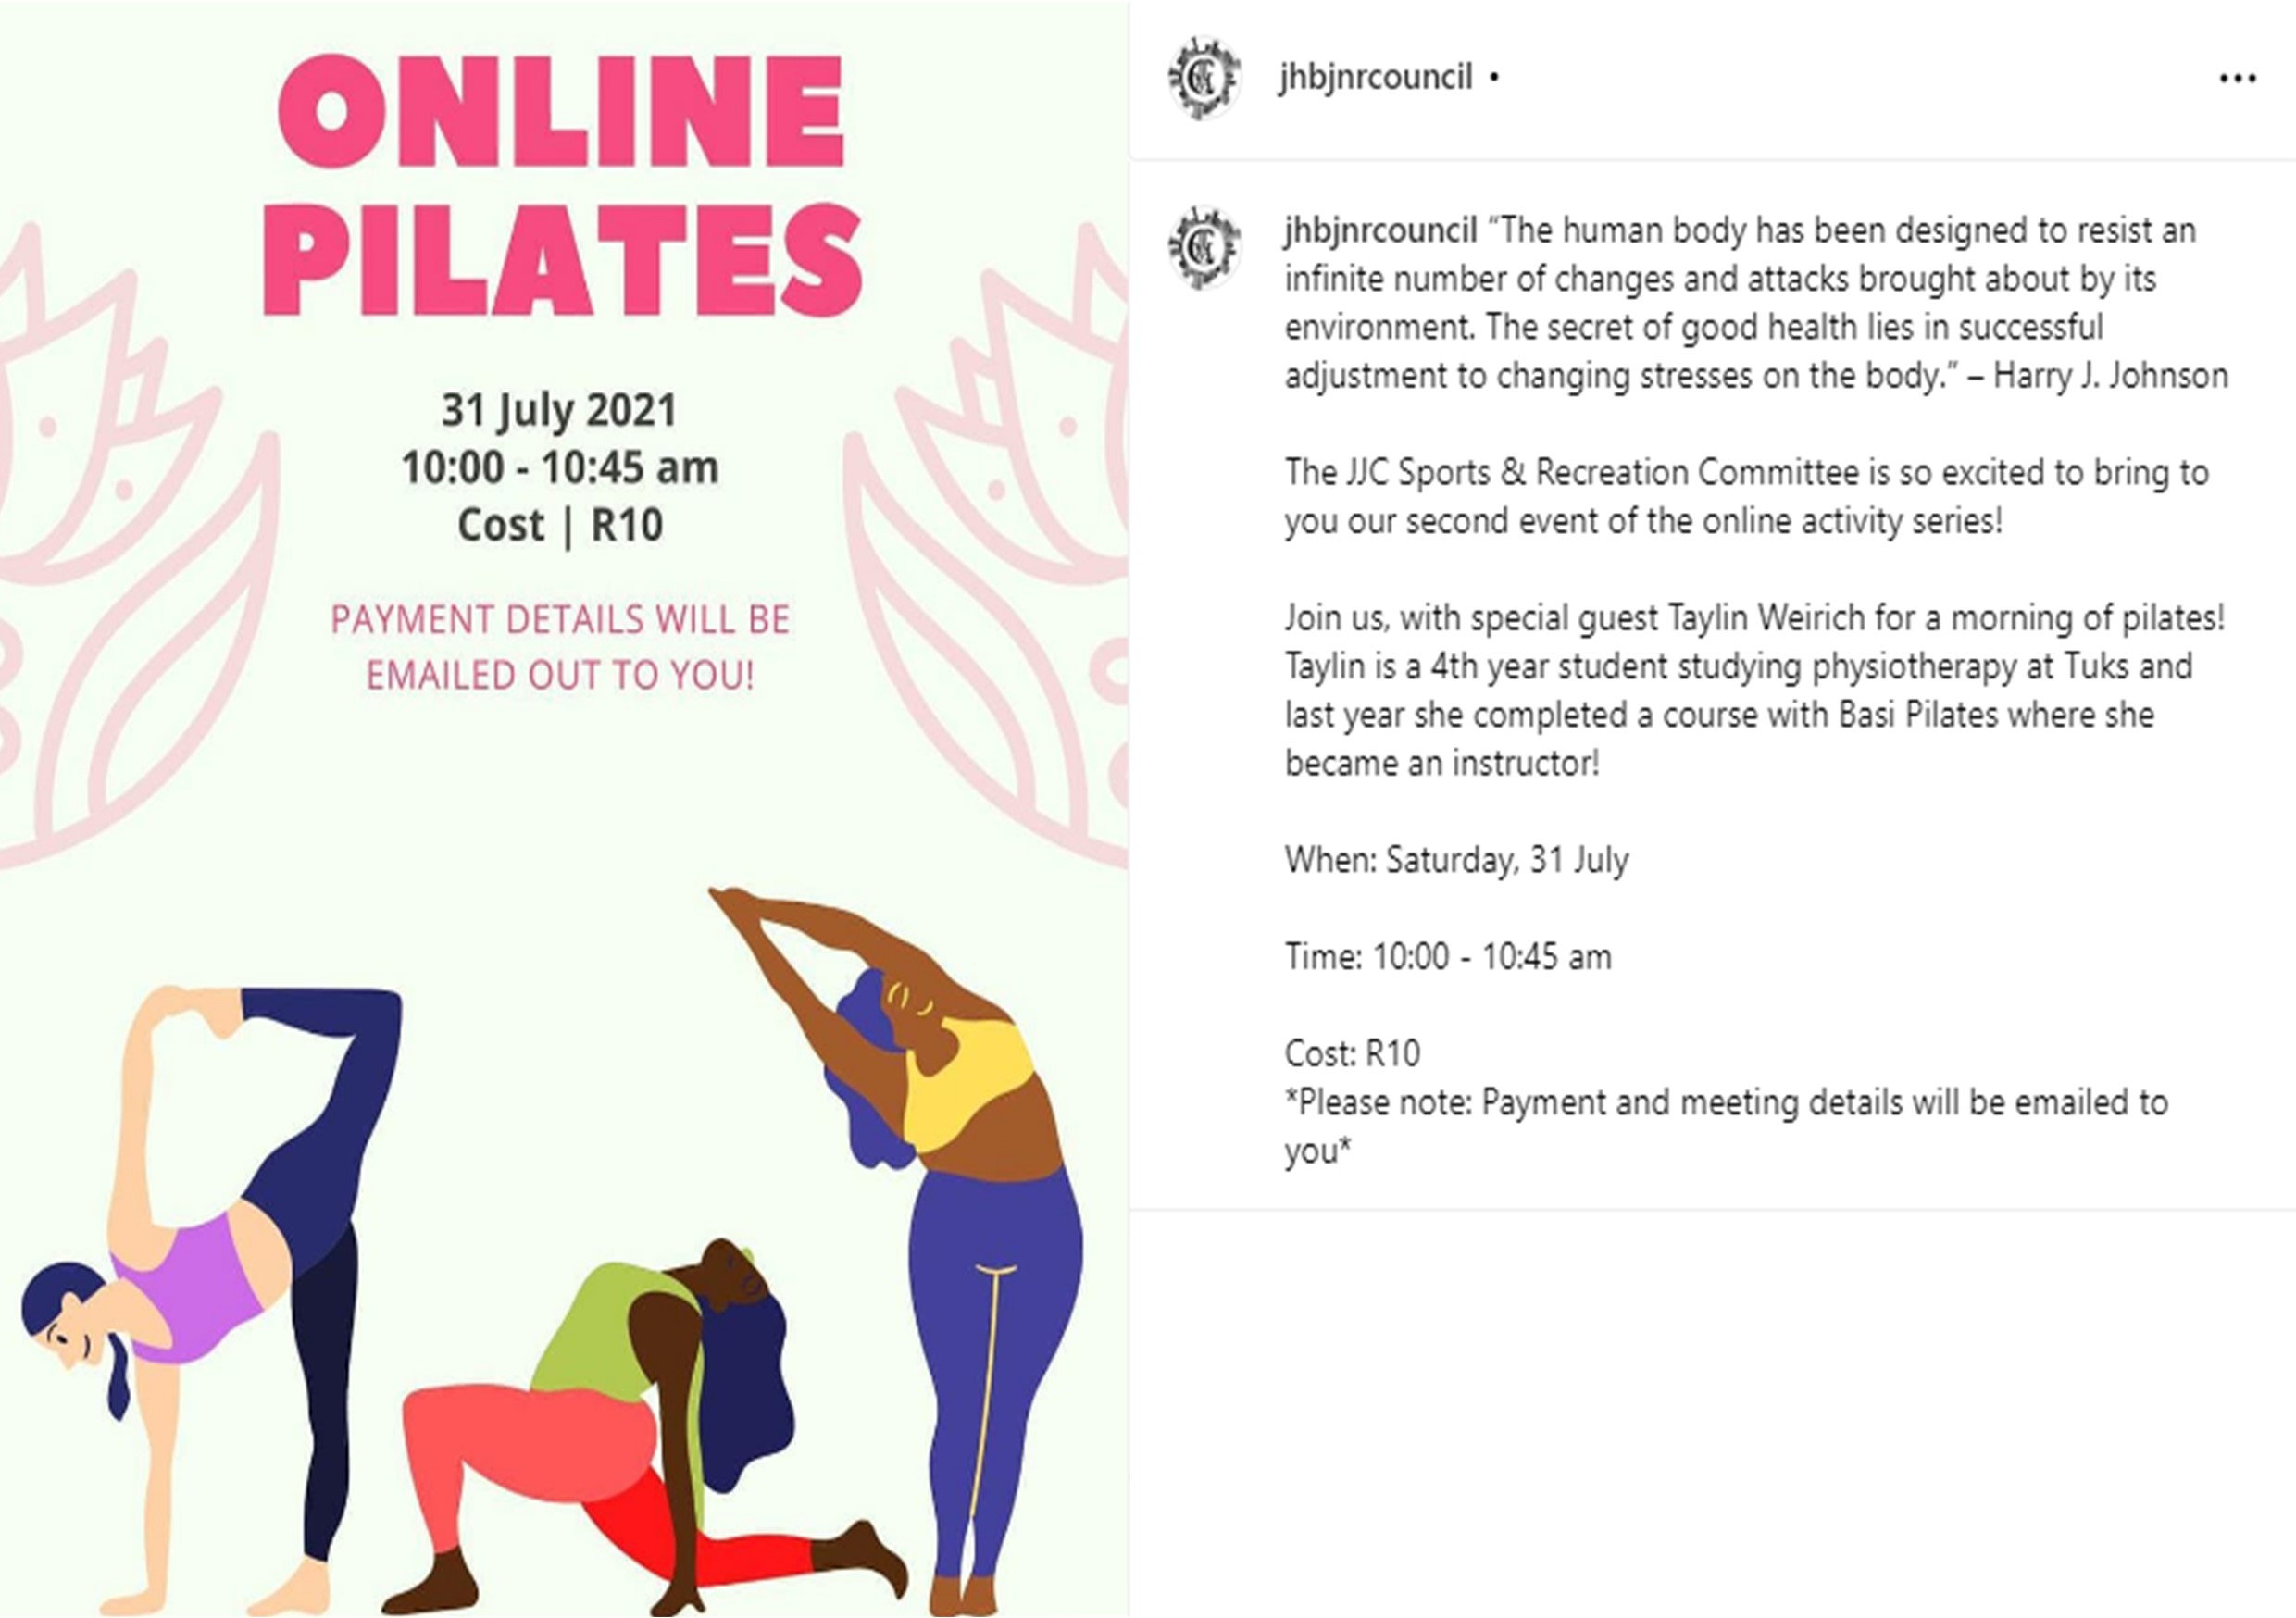 ONLINE
PILATES
31 July 2021
10:00 - 10:45 am
Cost | R10
PAYMENT DETAILS WILL BE
EMAILED OUT TO YOU!
jhbjnrcouncil •
jhbjnrcouncil “The human body has been designed to resist an
infinite number of changes and attacks brought about by its
environment. The secret of good health lies in successful
adjustment to changing stresses on the body.” – Harry J. Johnson
The JJC Sports & Recreation Committee is so excited to bring to
you our second event of the online activity series!
Join us, with special guest Taylin Weirich for a morning of pilates!
Taylin is a 4th year student studying physiotherapy at Tuks and
last year she completed a course with Basi Pilates where she
became an instructor!
When: Saturday, 31 July
Time: 10:00 - 10:45 am
Cost: R10
*Please note: Payment and meeting details will be emailed to
you*